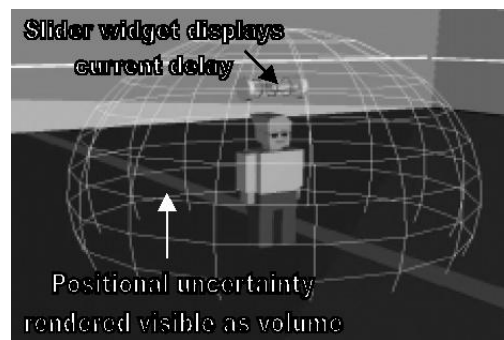 Slider widget displays
current delay
Positional uncertainty
rendered visible as volume